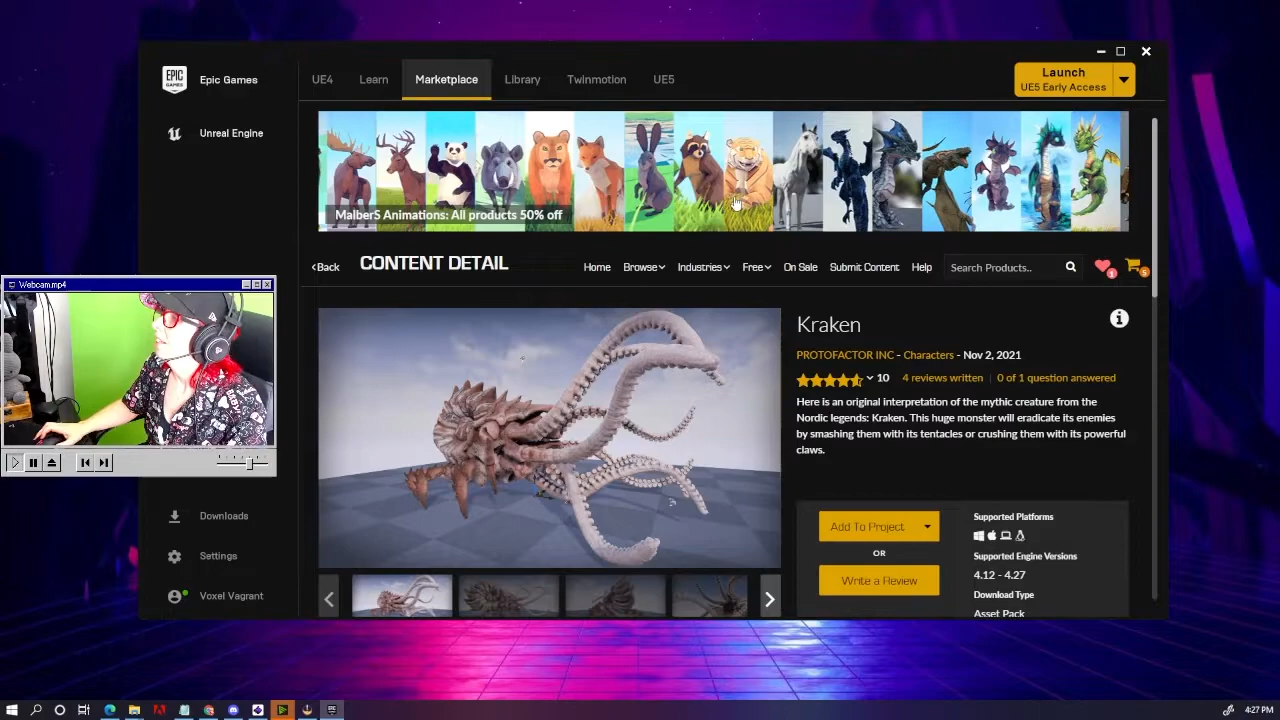 EPIC GAMES
Epic Games
Unreal Engine
UE4
Learn
Marketplace
Library
Twinmotion
UE5
Launch
UE5 Early Access
MalberS Animations: All products 50% off
Back
CONTENT DETAIL
Home
Browse
Industries
Free
On Sale
Submit Content
Help
Search Products..
1
5
Webcam.mp4
Kraken
PROTOFACTOR INC - Characters - Nov 2, 2021
10
4 reviews written
0 of 1 question answered
Here is an original interpretation of the mythic creature from the
Nordic legends: Kraken. This huge monster will eradicate its enemies
by smashing them with its tentacles or crushing them with its powerful
claws.
Add To Project
OR
Write a Review
Supported Platforms
Supported Engine Versions
4.12 - 4.27
Download Type
Asset Pack
Downloads
Settings
Voxel Vagrant
4:27 PM